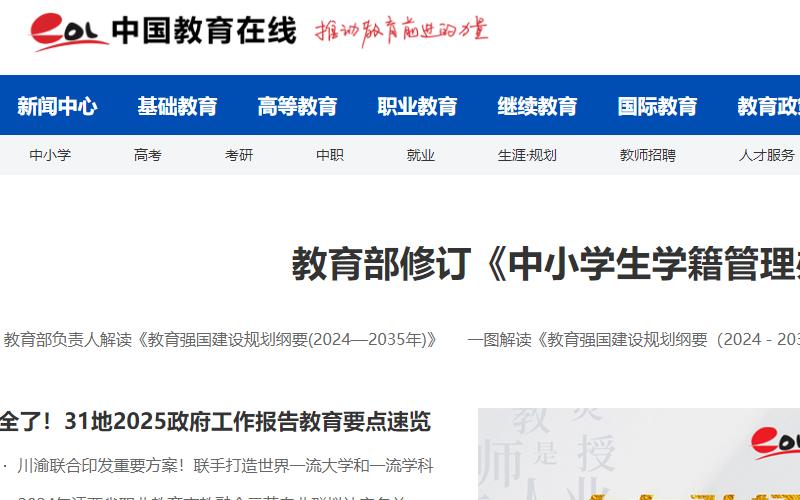 eol 中国教育在线 推动教育前进的力量
新闻中心 基础教育 高等教育 职业教育 继续教育 国际教育 教育政
中小学 高考 考研 中职 就业 生涯·规划 教师招聘 人才服务
教育部修订《中小学生学籍管理
教育部负责人解读《教育强国建设规划纲要(2024—2035年)》 一图解读《教育强国建设规划纲要（2024 - 203
全了！31地2025政府工作报告教育要点速览
· 川渝联合印发重要方案！联手打造世界一流大学和一流学科
教
师 是 授
人 业
eol